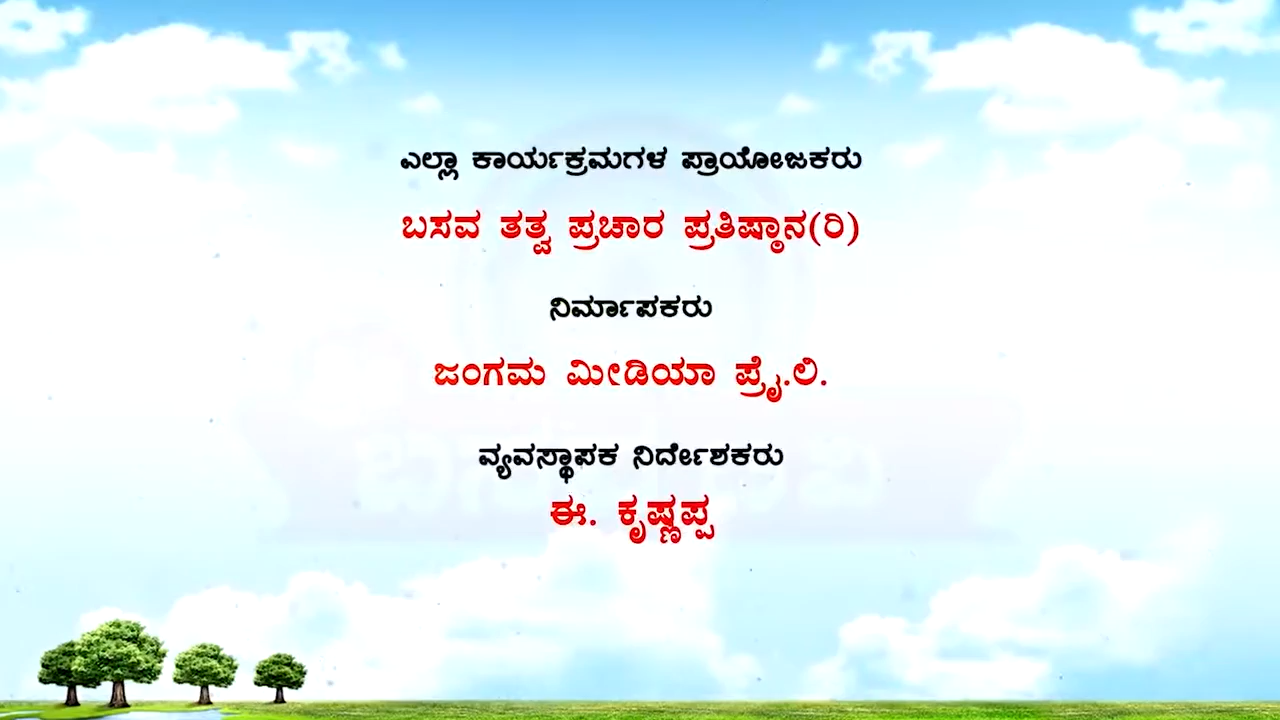 ಎಲ್ಲಾ ಕಾರ್ಯಕ್ರಮಗಳ ಪ್ರಾಯೋಜಕರು
ಬಸವ ತತ್ವ ಪ್ರಚಾರ ಪ್ರತಿಷ್ಠಾನ(ರಿ)
ನಿರ್ಮಾಪಕರು
ಜಂಗಮ ಮೀಡಿಯಾ ಪ್ರೈ.ಲಿ.
ವ್ಯವಸ್ಥಾಪಕ ನಿರ್ದೇಶಕರು
ಈ. ಕೃಷ್ಣಪ್ಪ